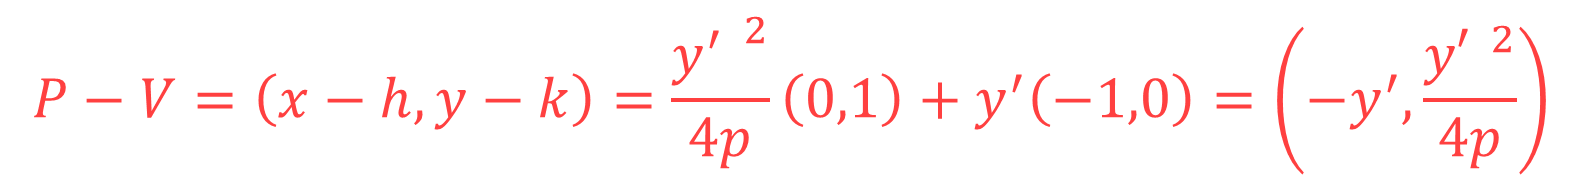 P − V = (x − h, y − k) = y′ ²/4p (0,1) + y′(−1,0) = (−y′, y′ ²/4p)